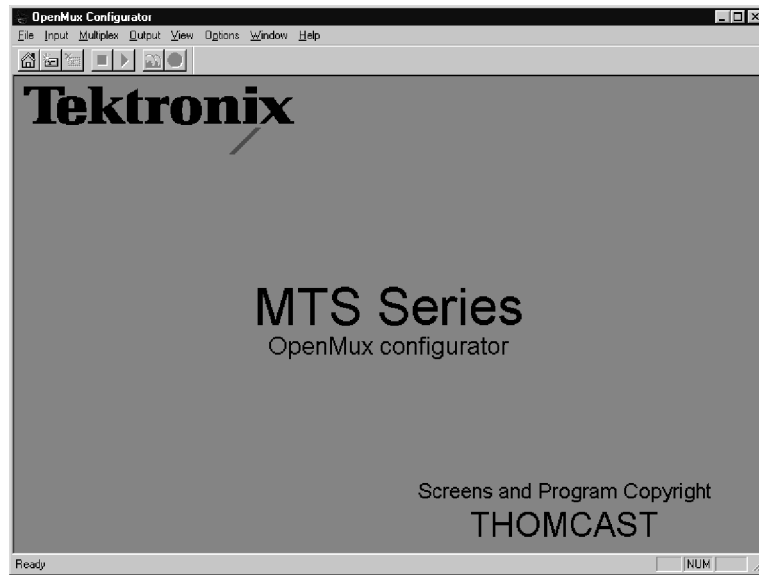 OpenMux Configurator
File Input Multiplex Output View Options Window Help
Tektronix
MTS Series
OpenMux configurator
Screens and Program Copyright
THOMCAST
Ready NUM